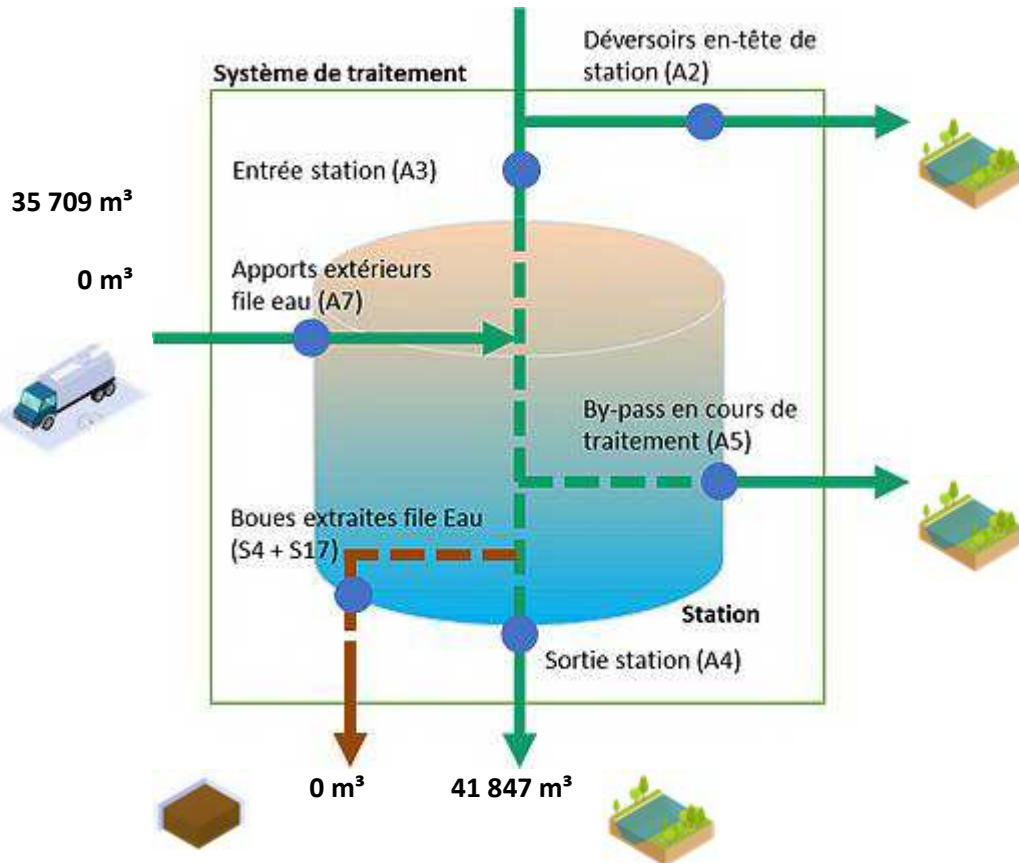 Déversoirs en-tête de
station (A2)
Système de traitement
Entrée station (A3)
35 709 m³
0 m³
Apports extérieurs
file eau (A7)
By-pass en cours de
traitement (A5)
Boues extraites file Eau
(S4 + S17)
Station
Sortie station (A4)
0 m³
41 847 m³